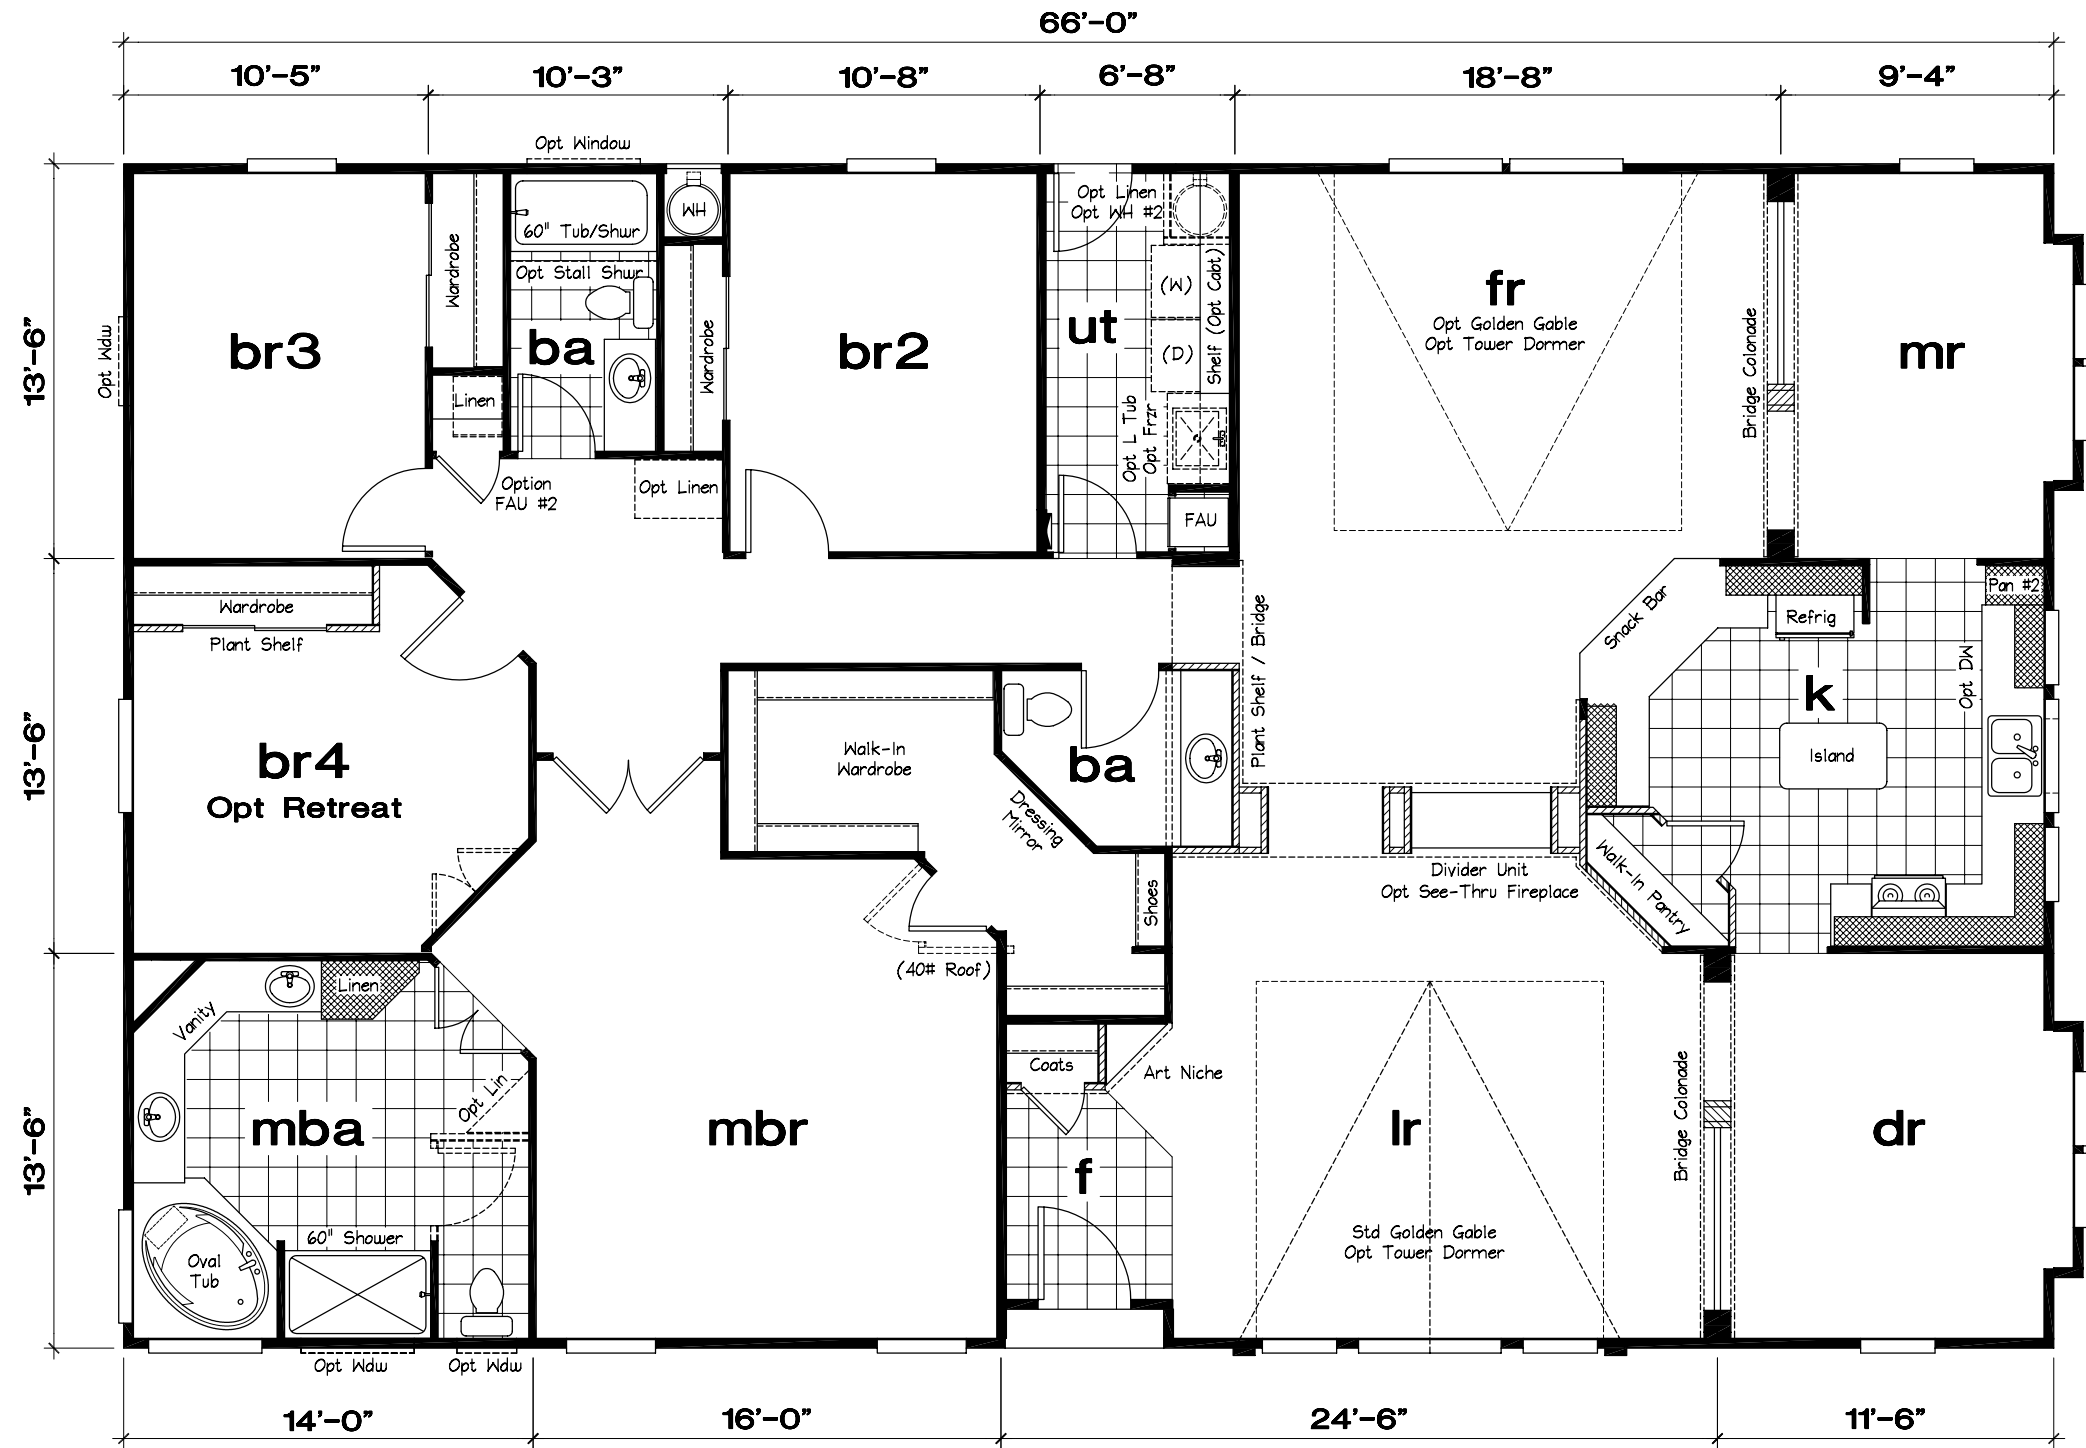 66'-0"
10'-5"
10'-3"
10'-8"
6'-8"
18'-8"
9'-4"
Opt Window
WH
60" Tub/Shwr
Opt Stall Shwr
Opt Linen
Opt WH #2
13'-6"
Opt Wdw
br3
Wardrobe
ba
Wardrobe
br2
ut
(W)
(D)
Shelf (Opt Cabt)
fr
Opt Golden Gable
Opt Tower Dormer
Bridge Colonade
mr
Linen
Opt L Tub
Opt Frzr
Option
FAU #2
Opt Linen
FAU
13'-6"
Wardrobe
Plant Shelf
br4
Opt Retreat
Walk-In
Wardrobe
Dressing
Mirror
ba
Plant Shelf / Bridge
Snack Bar
Refrig
Pan #2
Opt DW
k
Island
Divider Unit
Opt See-Thru Fireplace
Walk-In Pantry
Shoes
(40# Roof)
13'-6"
Vanity
Linen
Opt Lin
mba
60" Shower
Oval
Tub
mbr
Coats
Art Niche
f
lr
Std Golden Gable
Opt Tower Dormer
Bridge Colonade
dr
Opt Wdw
Opt Wdw
14'-0"
16'-0"
24'-6"
11'-6"